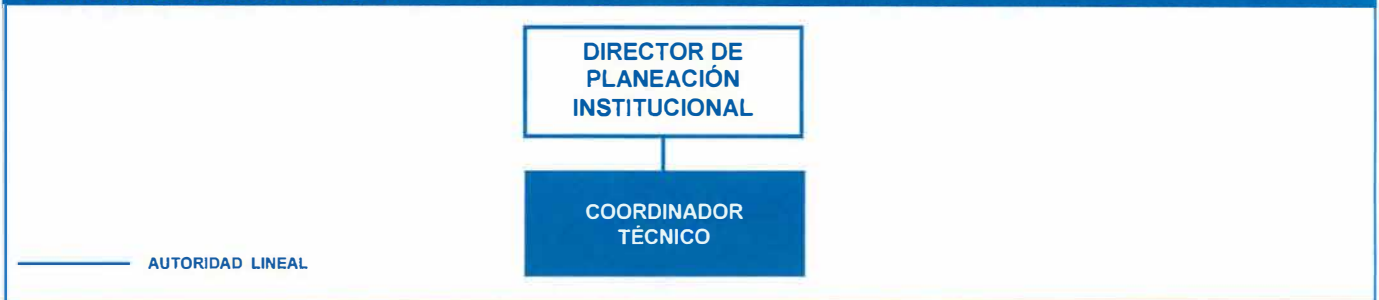 DIRECTOR DE
PLANEACIÓN
INSTITUCIONAL
COORDINADOR
TÉCNICO
AUTORIDAD LINEAL